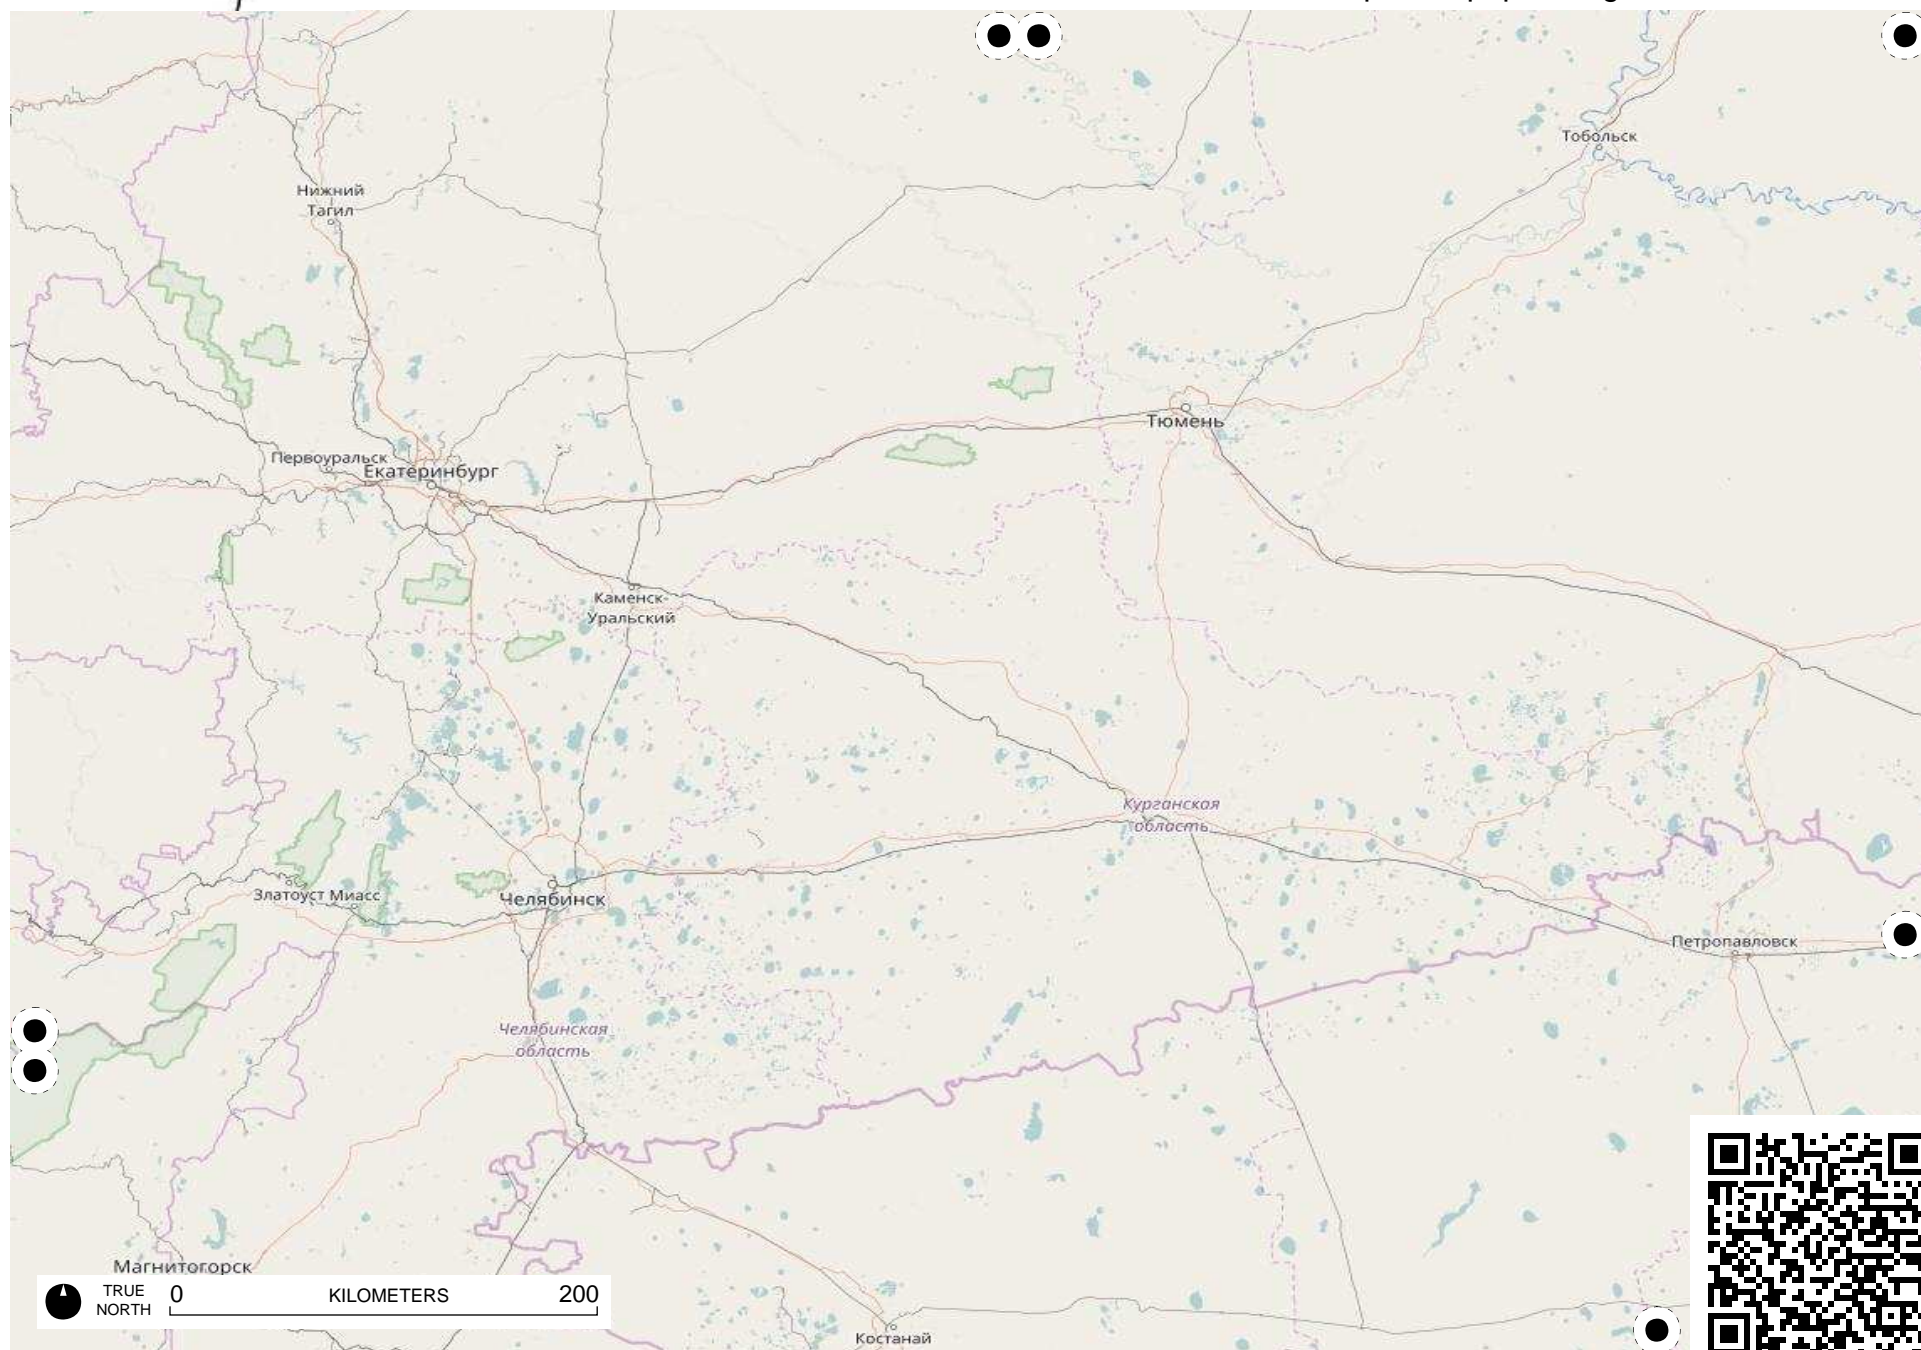 Тобольск
Нижний
Тагил
Тюмень
Первоуральск
Екатеринбург
Каменск-
Уральский
Курганская
область
Златоуст Миасс
Челябинск
Петропавловск
Челябинская
область
Магнитогорск
TRUE
NORTH
0 KILOMETERS 200
Костанай